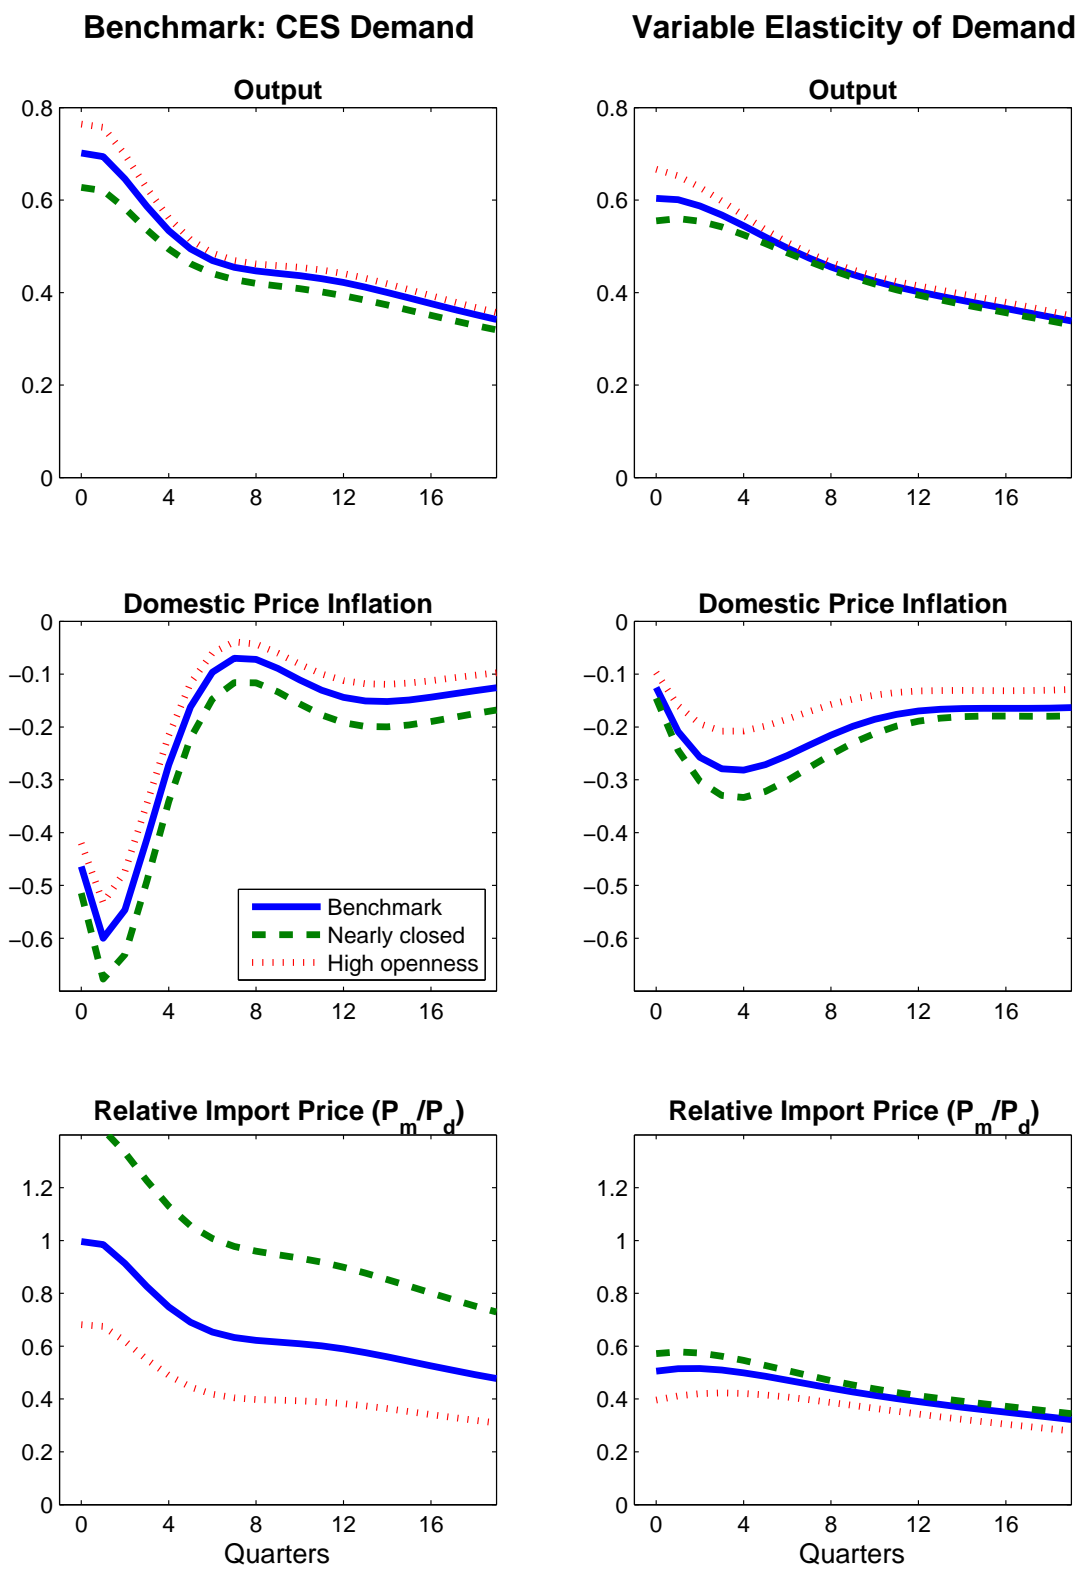 Benchmark: CES Demand
Variable Elasticity of Demand
Output
0.8
0.6
0.4
0.2
0
0 4 8 12 16
Output
0.8
0.6
0.4
0.2
0
0 4 8 12 16
Domestic Price Inflation
0
−0.1
−0.2
−0.3
−0.4
−0.5
−0.6
Benchmark
Nearly closed
High openness
0 4 8 12 16
Domestic Price Inflation
0
−0.1
−0.2
−0.3
−0.4
−0.5
−0.6
0 4 8 12 16
Relative Import Price (P_m/P_d)
1.2
1
0.8
0.6
0.4
0.2
0
0 4 8 12 16
Quarters
Relative Import Price (P_m/P_d)
1.2
1
0.8
0.6
0.4
0.2
0
0 4 8 12 16
Quarters